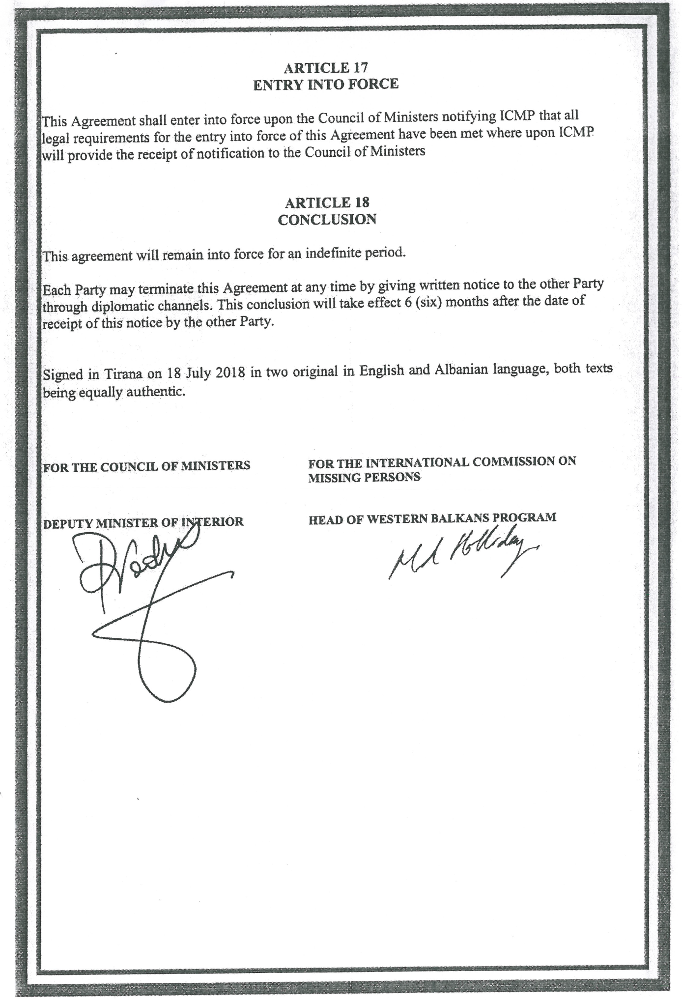 ARTICLE 17
ENTRY INTO FORCE
This Agreement shall enter into force upon the Council of Ministers notifying ICMP that all
legal requirements for the entry into force of this Agreement have been met where upon ICMP
will provide the receipt of notification to the Council of Ministers
ARTICLE 18
CONCLUSION
This agreement will remain into force for an indefinite period.
Each Party may terminate this Agreement at any time by giving written notice to the other Party
through diplomatic channels. This conclusion will take effect 6 (six) months after the date of
receipt of this notice by the other Party.
Signed in Tirana on 18 July 2018 in two original in English and Albanian language, both texts
being equally authentic.
FOR THE COUNCIL OF MINISTERS
FOR THE INTERNATIONAL COMMISSION ON
MISSING PERSONS
DEPUTY MINISTER OF INTERIOR
HEAD OF WESTERN BALKANS PROGRAM
Holliday